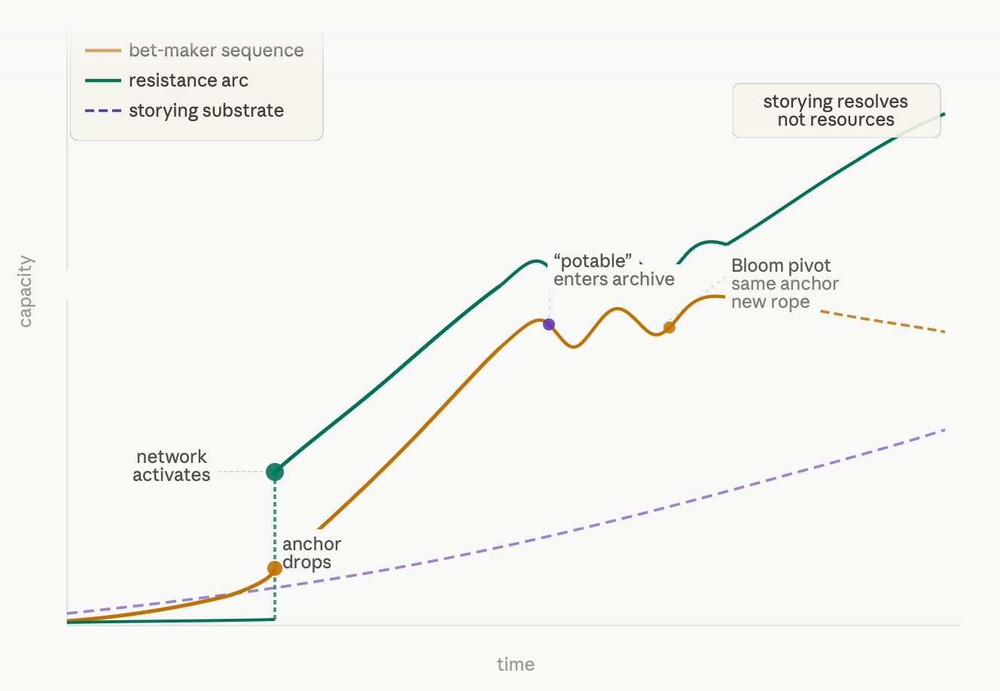 bet-maker sequence
resistance arc
storying substrate
storying resolves
not resources
capacity
“potable”
enters archive
Bloom pivot
same anchor
new rope
network
activates
anchor
drops
time